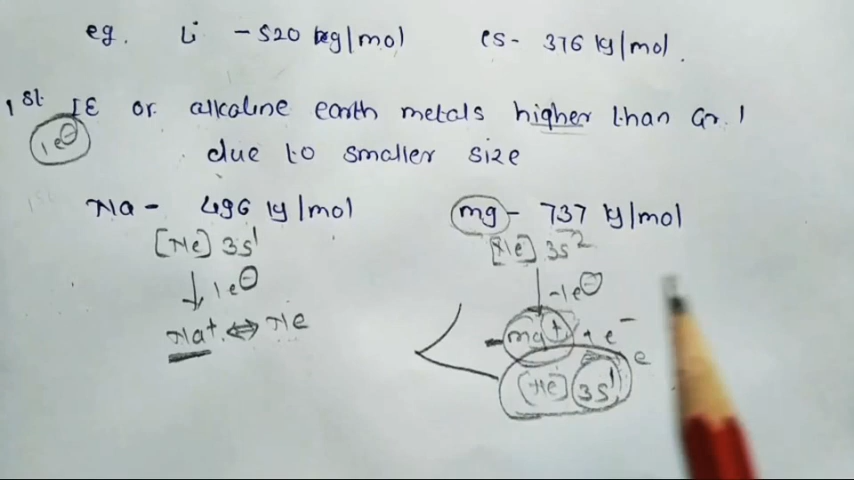 eg. Li - 520 kg/mol Cs- 376 kJ/mol.
1st IE or alkaline earth metals higher than Gr. 1
1e⊖ due to smaller size
Na - 496 kJ/mol mg - 737 kJ/mol
[Ne] 3s¹ [Ne] 3s²
↓ 1e⊖ ↓ -1e⊖
Na⁺ ⇔ Ne mg⁺ + e⁻
e
[Ne] 3s¹